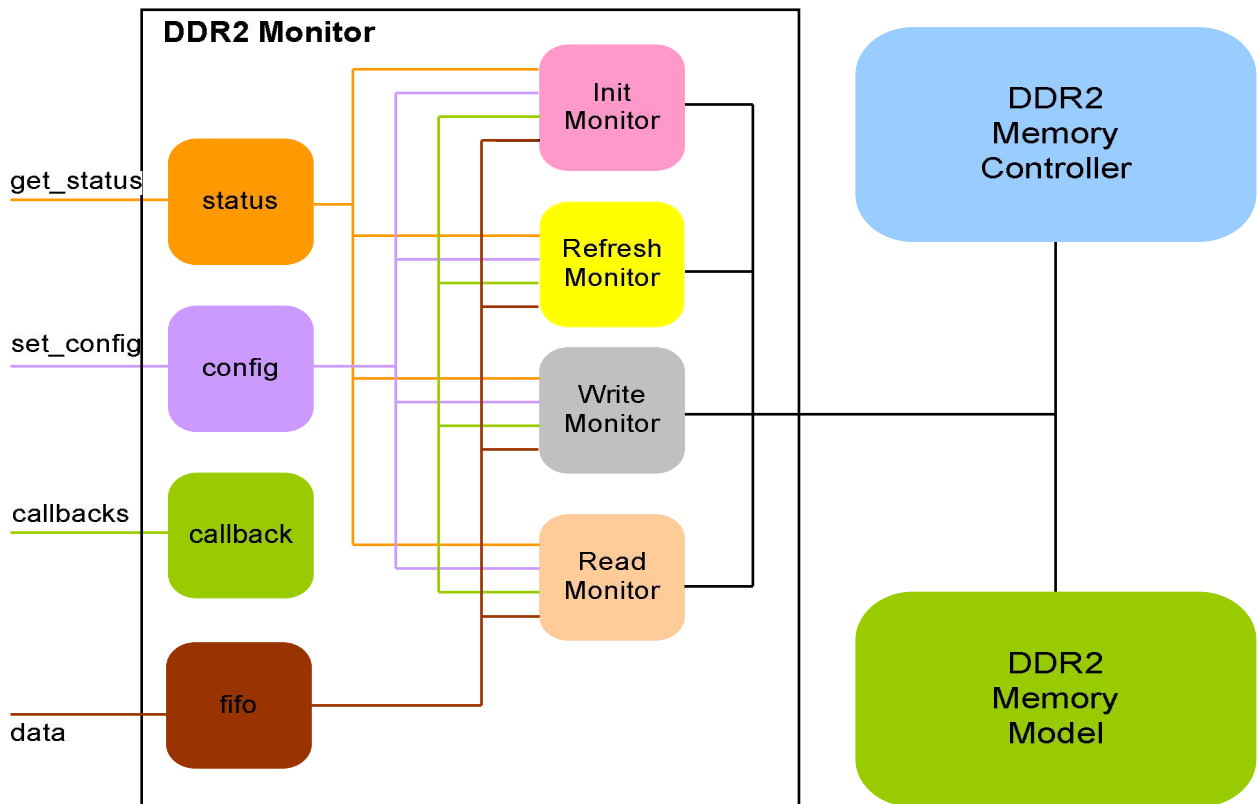 DDR2 Monitor
get_status
status
set_config
config
callbacks
callback
data
fifo
Init
Monitor
Refresh
Monitor
Write
Monitor
Read
Monitor
DDR2
Memory
Controller
DDR2
Memory
Model